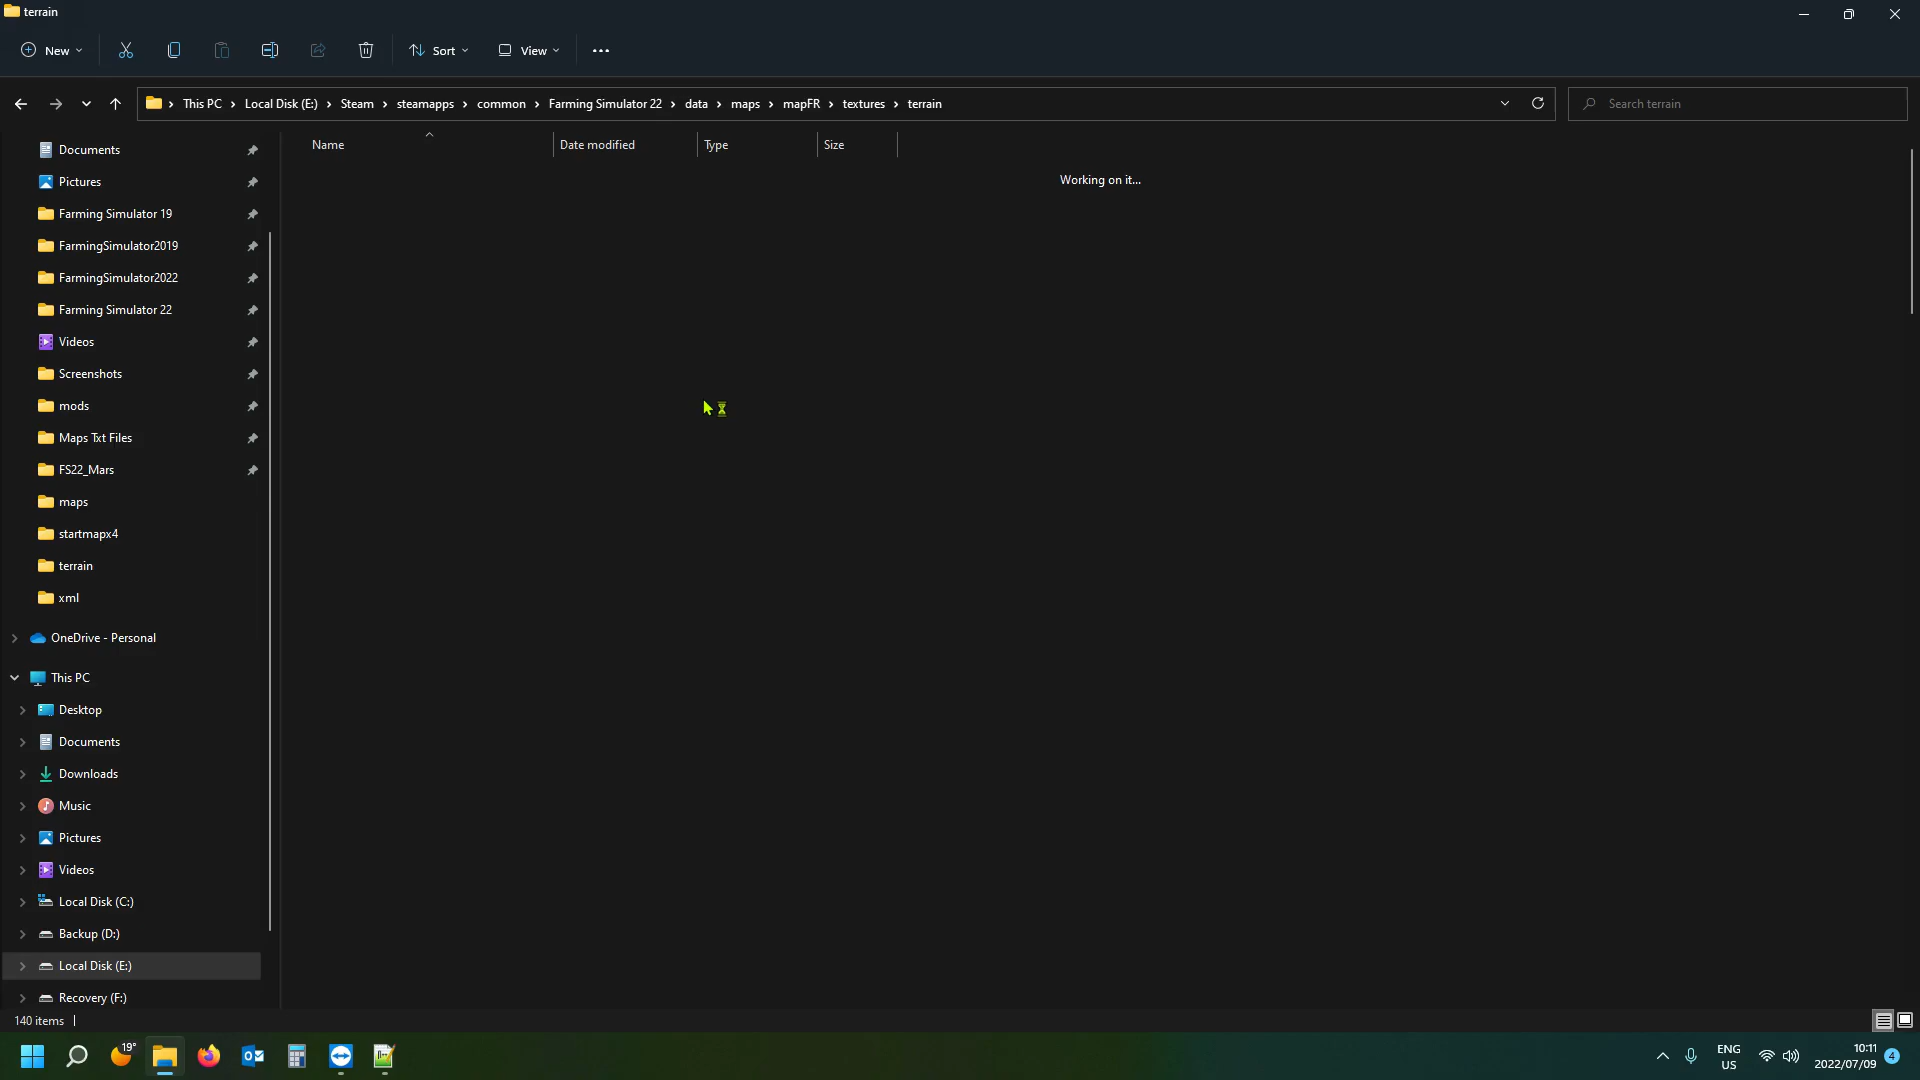 terrain
New
Sort
View
This PC
Local Disk (E:)
Steam
steamapps
common
Farming Simulator 22
data
maps
mapFR
textures
terrain
Search terrain
Name
Date modified
Type
Size
Working on it...
Documents
Pictures
Farming Simulator 19
FarmingSimulator2019
FarmingSimulator2022
Farming Simulator 22
Videos
Screenshots
mods
Maps Txt Files
FS22_Mars
maps
startmapx4
terrain
xml
OneDrive - Personal
This PC
Desktop
Documents
Downloads
Music
Pictures
Videos
Local Disk (C:)
Backup (D:)
Local Disk (E:)
Recovery (F:)
140 items
19°
ENG
US
10:11
2022/07/09
4